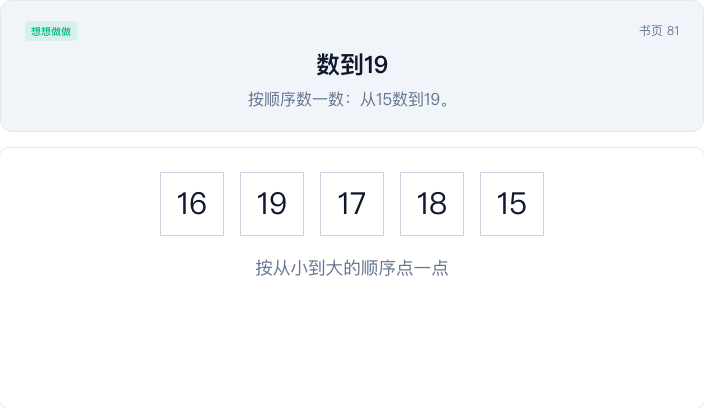 想想做做
书页 81
数到19
按顺序数一数：从15数到19。
16 19 17 18 15
按从小到大的顺序点一点